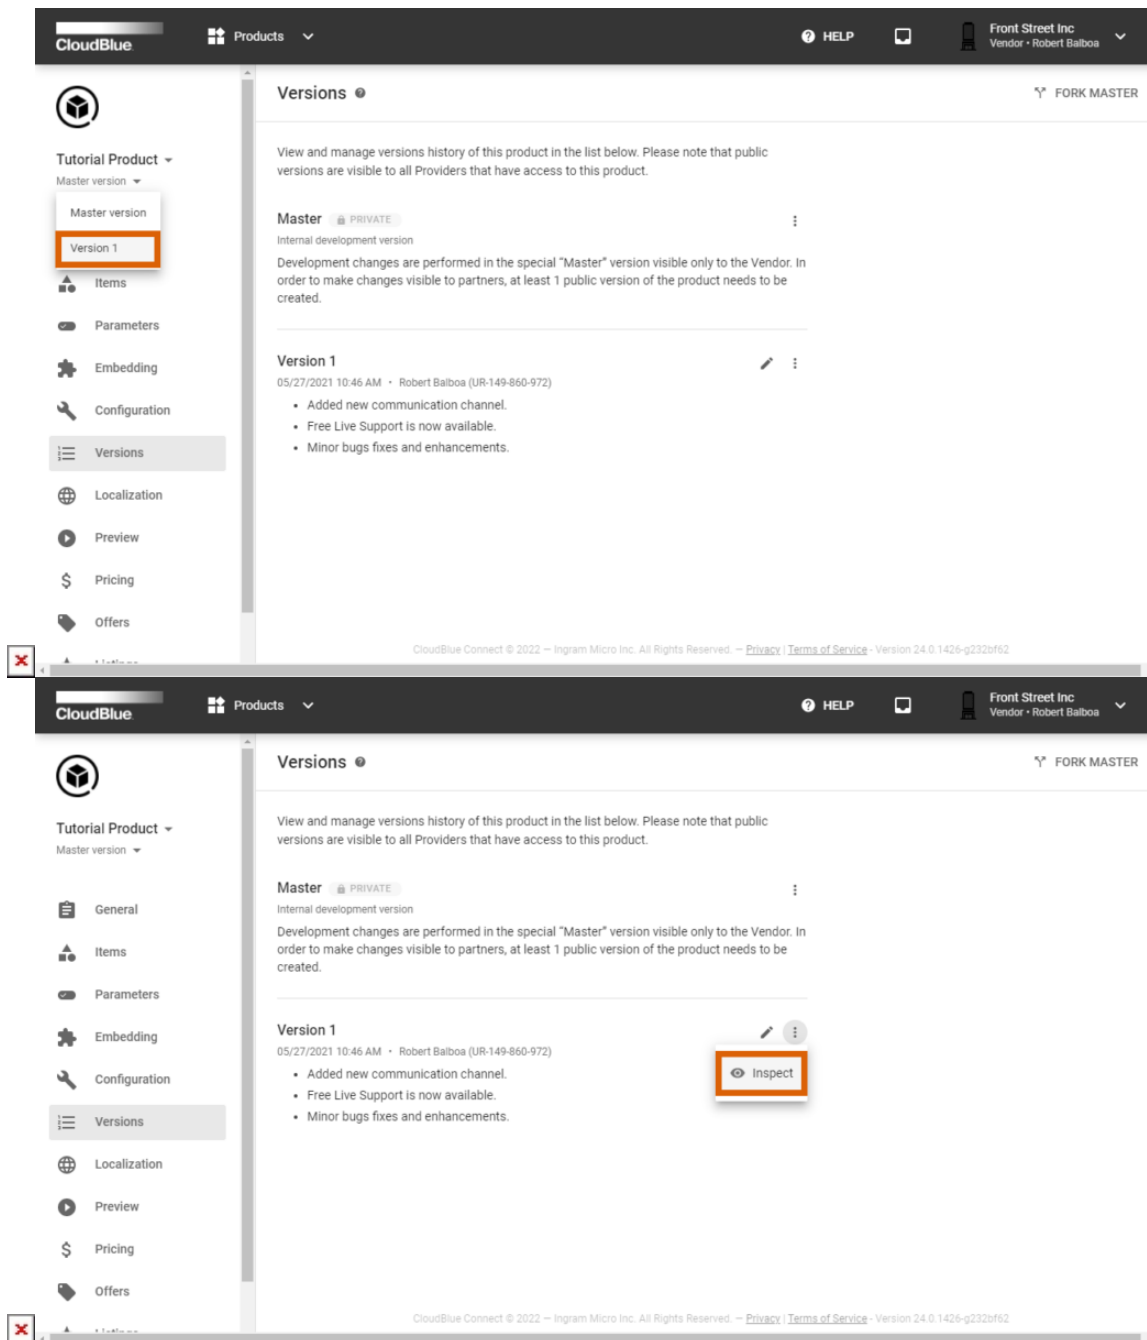 CloudBlue
Products
HELP
Front Street Inc
Vendor • Robert Balboa
Versions
FORK MASTER
Tutorial Product
Master version
Master version
Version 1
Items
Parameters
Embedding
Configuration
Versions
Localization
Preview
Pricing
Offers
View and manage versions history of this product in the list below. Please note that public
versions are visible to all Providers that have access to this product.
Master PRIVATE
Internal development version
Development changes are performed in the special “Master” version visible only to the Vendor. In
order to make changes visible to partners, at least 1 public version of the product needs to be
created.
Version 1
05/27/2021 10:46 AM • Robert Balboa (UR-149-860-972)
• Added new communication channel.
• Free Live Support is now available.
• Minor bugs fixes and enhancements.
CloudBlue Connect © 2022 — Ingram Micro Inc. All Rights Reserved. — Privacy | Terms of Service - Version 24.0.1426-g232bf62
CloudBlue
Products
HELP
Front Street Inc
Vendor • Robert Balboa
Versions
FORK MASTER
Tutorial Product
Master version
General
Items
Parameters
Embedding
Configuration
Versions
Localization
Preview
Pricing
Offers
View and manage versions history of this product in the list below. Please note that public
versions are visible to all Providers that have access to this product.
Master PRIVATE
Internal development version
Development changes are performed in the special “Master” version visible only to the Vendor. In
order to make changes visible to partners, at least 1 public version of the product needs to be
created.
Version 1
05/27/2021 10:46 AM • Robert Balboa (UR-149-860-972)
Inspect
• Added new communication channel.
• Free Live Support is now available.
• Minor bugs fixes and enhancements.
CloudBlue Connect © 2022 — Ingram Micro Inc. All Rights Reserved. — Privacy | Terms of Service - Version 24.0.1426-g232bf62